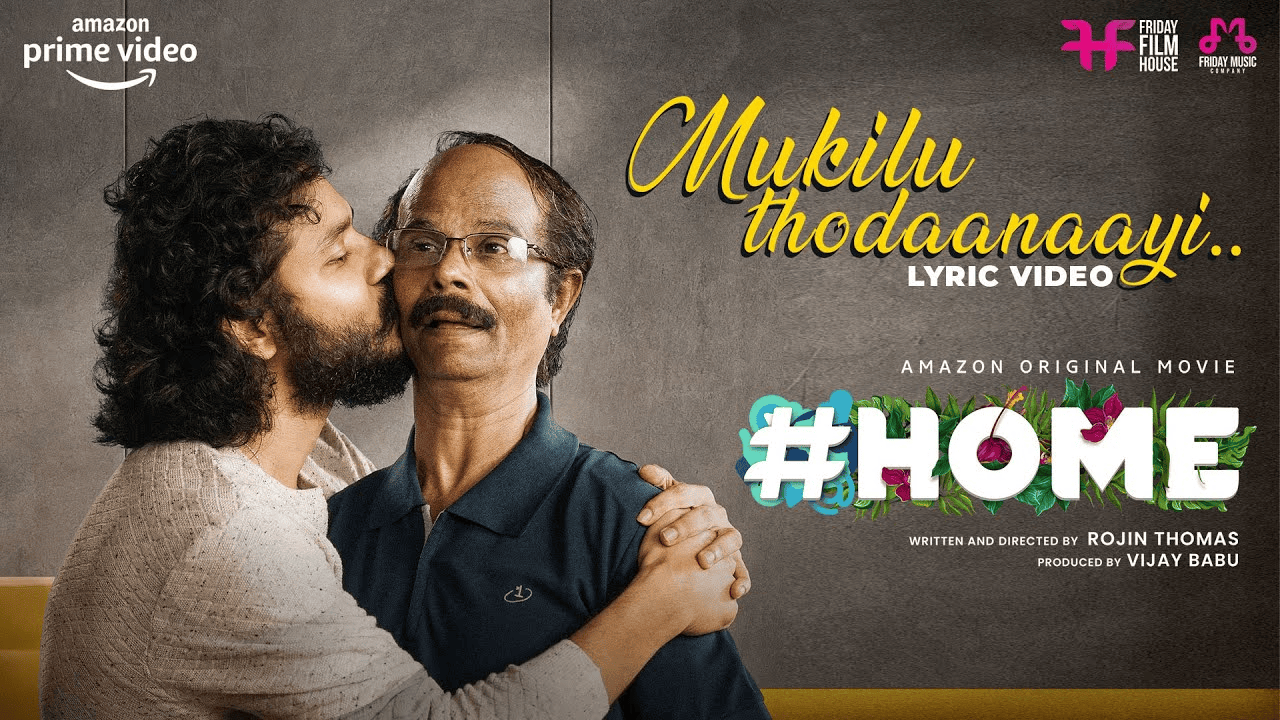 amazon
prime video
FRIDAY
FILM
HOUSE
FRIDAY MUSIC
COMPANY
Mukilu
thodaanaayi..
LYRIC VIDEO
AMAZON ORIGINAL MOVIE
#HOME
WRITTEN AND DIRECTED BY ROJIN THOMAS
PRODUCED BY VIJAY BABU
1